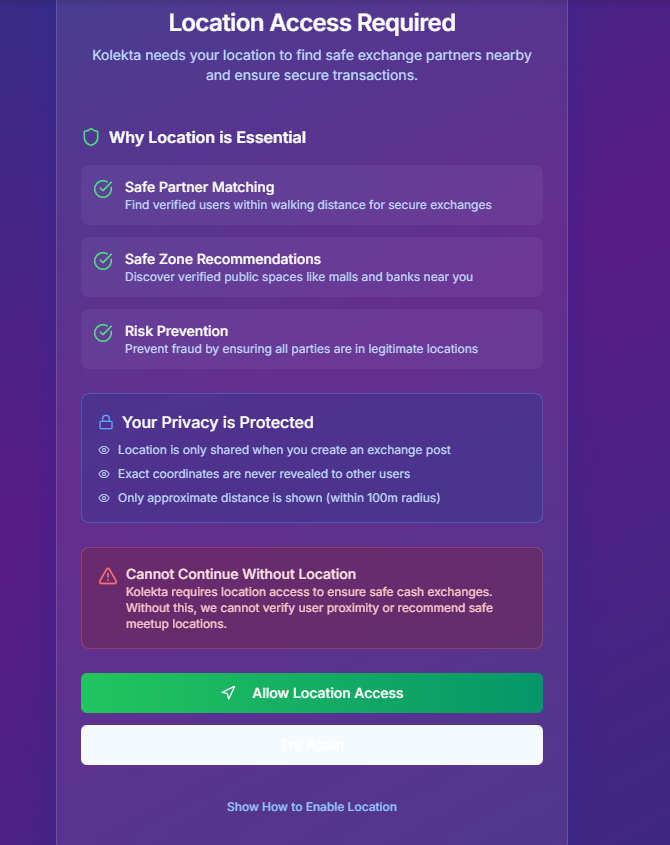 Location Access Required
Kolekta needs your location to find safe exchange partners nearby
and ensure secure transactions.
Why Location is Essential
Safe Partner Matching
Find verified users within walking distance for secure exchanges
Safe Zone Recommendations
Discover verified public spaces like malls and banks near you
Risk Prevention
Prevent fraud by ensuring all parties are in legitimate locations
Your Privacy is Protected
Location is only shared when you create an exchange post
Exact coordinates are never revealed to other users
Only approximate distance is shown (within 100m radius)
Cannot Continue Without Location
Kolekta requires location access to ensure safe cash exchanges.
Without this, we cannot verify user proximity or recommend safe
meetup locations.
Allow Location Access
Try Again
Show How to Enable Location